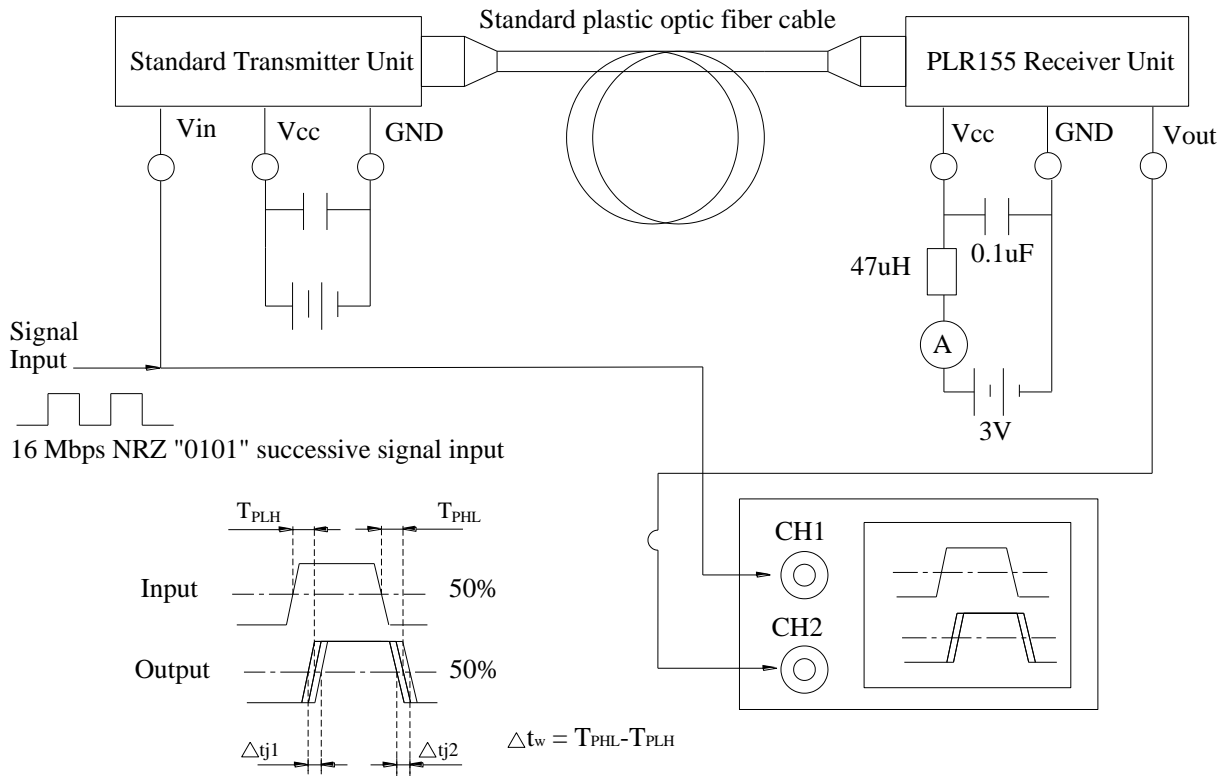 Standard plastic optic fiber cable
Standard Transmitter Unit
PLR155 Receiver Unit
Vin
Vcc
GND
Vcc
GND
Vout
0.1uF
47uH
A
3V
Signal
Input
16 Mbps NRZ "0101" successive signal input
TPLH
TPHL
Input
50%
Output
50%
△tj1
△tj2
△tw = TPHL-TPLH
CH1
CH2